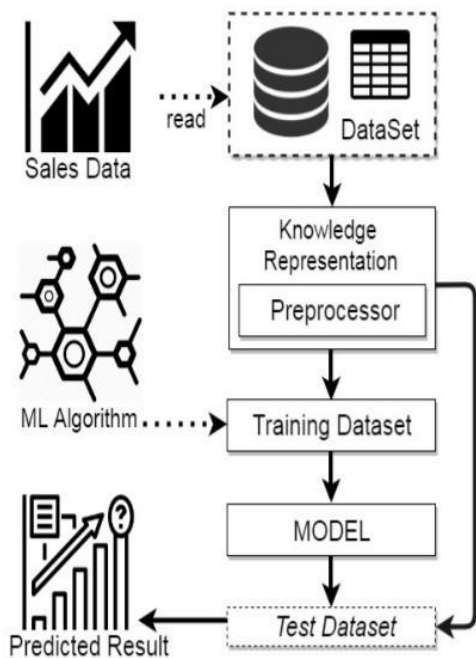 read
DataSet
Sales Data
Knowledge
Representation
Preprocessor
ML Algorithm
Training Dataset
MODEL
?
Test Dataset
Predicted Result